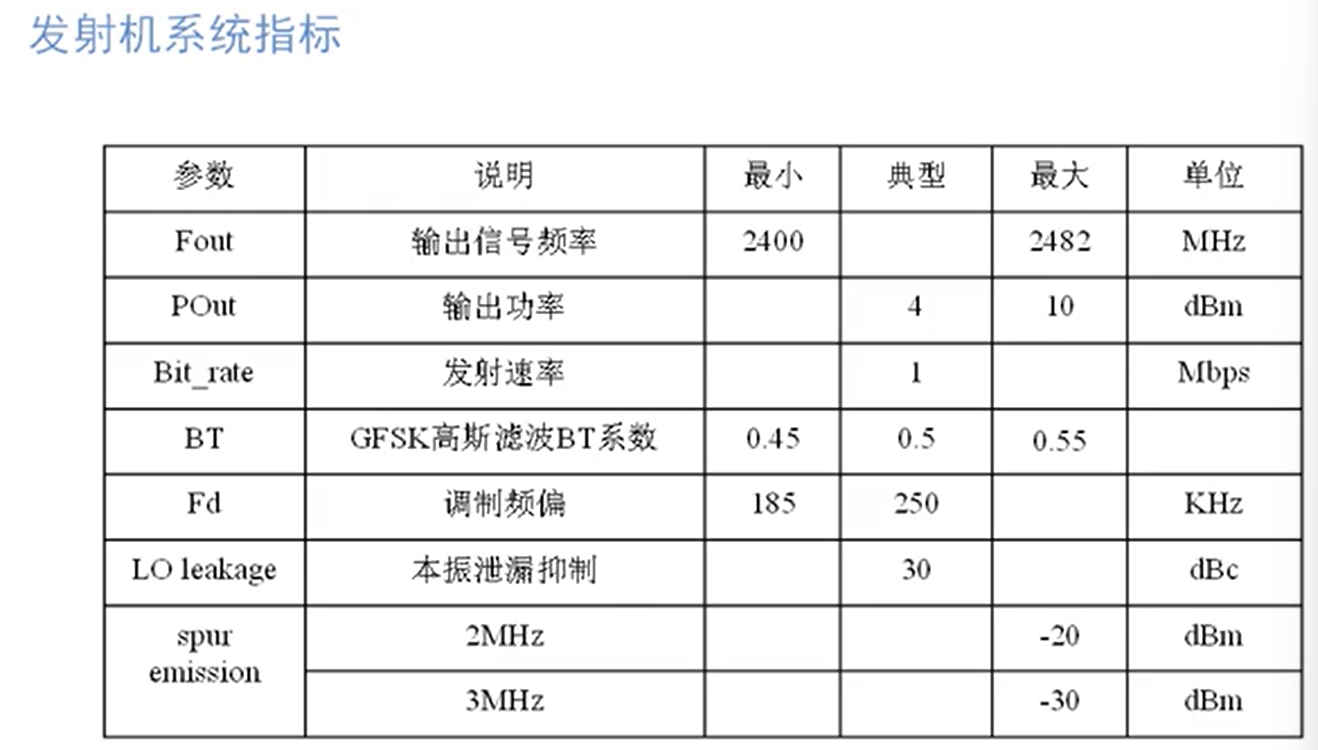 发射机系统指标
参数 说明 最小 典型 最大 单位
Fout 输出信号频率 2400 2482 MHz
POut 输出功率 4 10 dBm
Bit_rate 发射速率 1 Mbps
BT GFSK高斯滤波BT系数 0.45 0.5 0.55
Fd 调制频偏 185 250 KHz
LO leakage 本振泄漏抑制 30 dBc
spur emission 2MHz -20 dBm
3MHz -30 dBm